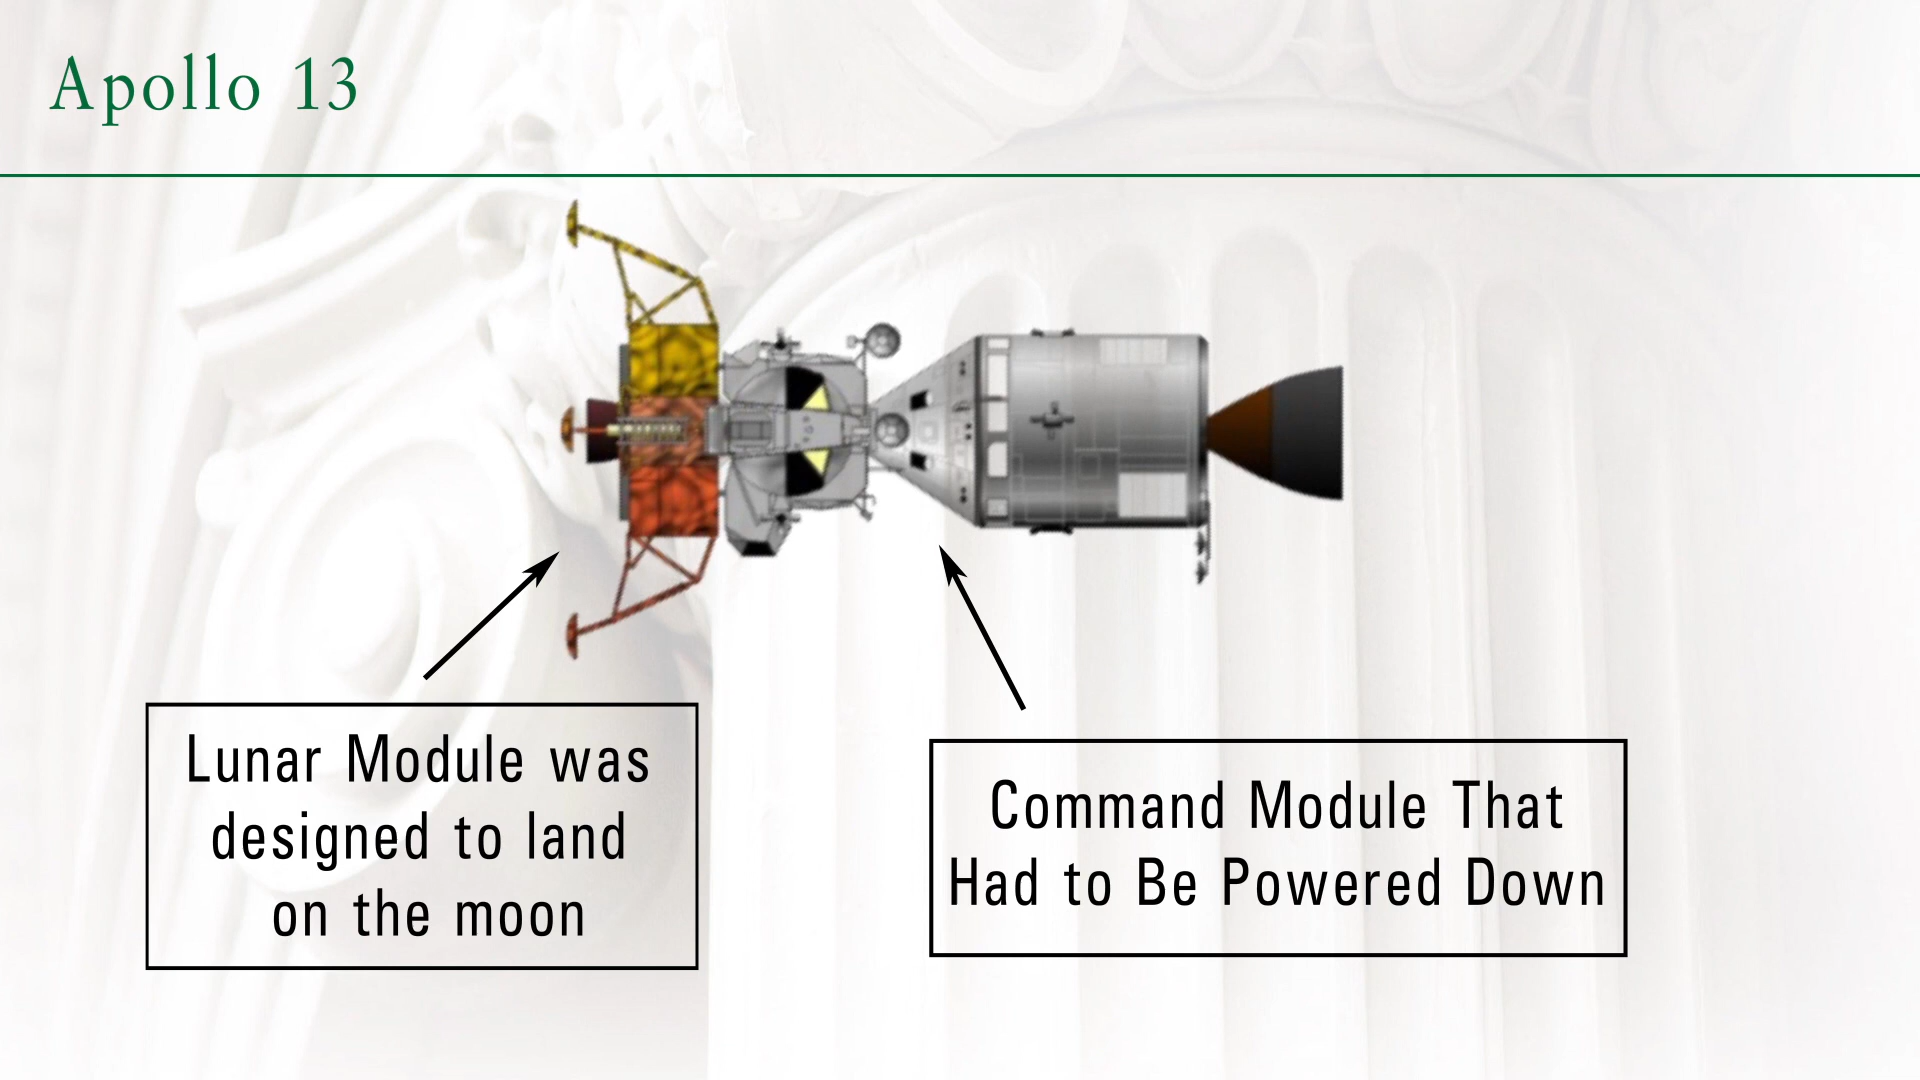 Apollo 13
Lunar Module was
designed to land
on the moon
Command Module That
Had to Be Powered Down